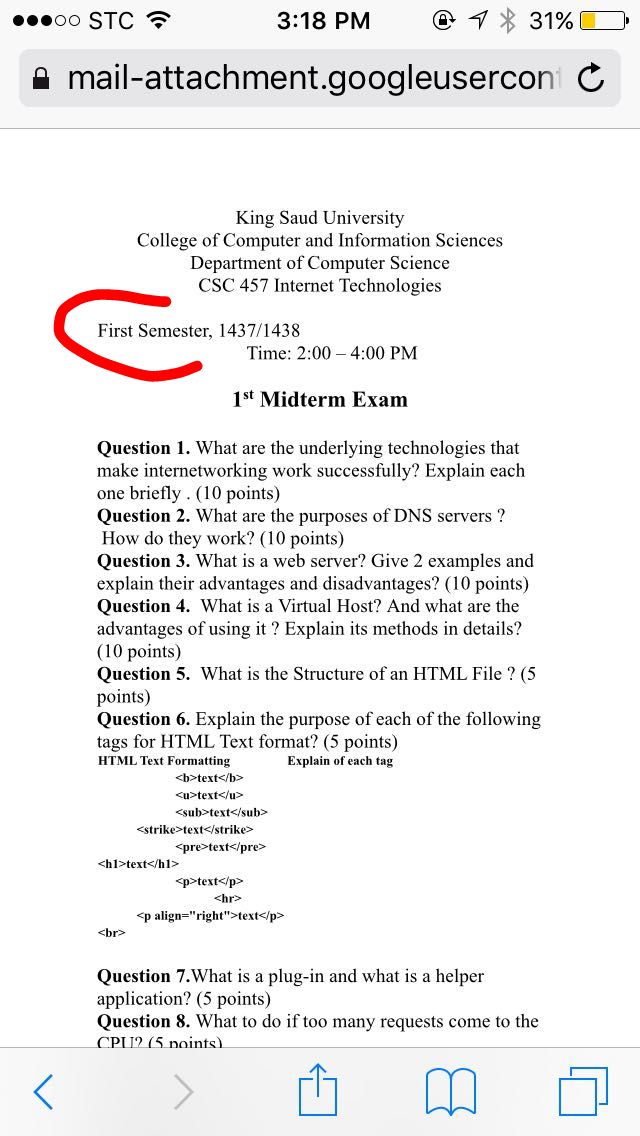 STC 3:18 PM 31%
mail-attachment.googleusercont
King Saud University
College of Computer and Information Sciences
Department of Computer Science
CSC 457 Internet Technologies
First Semester, 1437/1438
Time: 2:00 – 4:00 PM
1st Midterm Exam
Question 1. What are the underlying technologies that
make internetworking work successfully? Explain each
one briefly . (10 points)
Question 2. What are the purposes of DNS servers ?
How do they work? (10 points)
Question 3. What is a web server? Give 2 examples and
explain their advantages and disadvantages? (10 points)
Question 4. What is a Virtual Host? And what are the
advantages of using it ? Explain its methods in details?
(10 points)
Question 5. What is the Structure of an HTML File ? (5
points)
Question 6. Explain the purpose of each of the following
tags for HTML Text format? (5 points)
HTML Text Formatting Explain of each tag
<b>text</b>
<u>text</u>
<sub>text</sub>
<strike>text</strike>
<pre>text</pre>
<h1>text</h1>
<p>text</p>
<hr>
<p align="right">text</p>
<br>
Question 7.What is a plug-in and what is a helper
application? (5 points)
Question 8. What to do if too many requests come to the
CPU? (5 points)